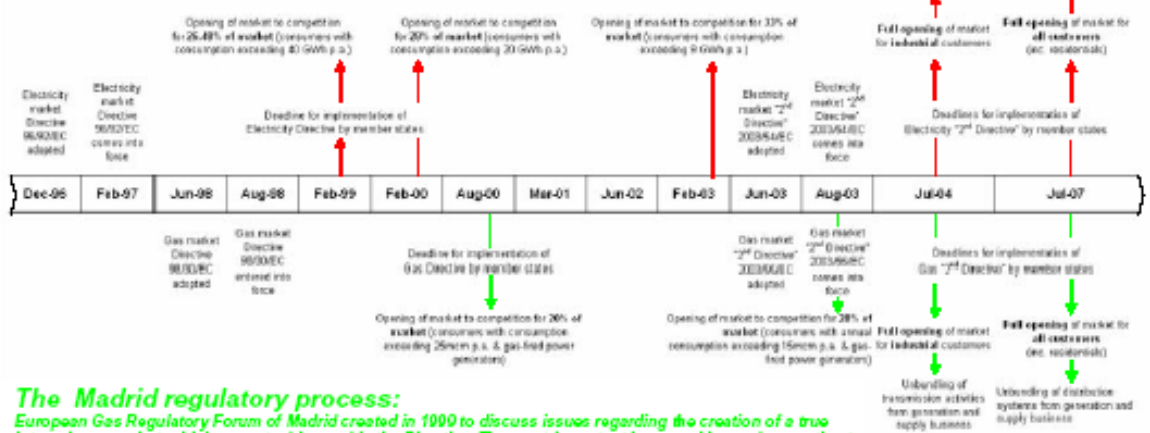 Opening of market to competition
for 26.48% of market (consumers with
consumption exceeding 40 GWh p.a.)
Opening of market to competition
for 28% of market (consumers with
consumption exceeding 20 GWh p.a.)
Opening of market to competition for 33% of
market (consumers with consumption
exceeding 9 GWh p.a.)
Full opening of market
for industrial customers
Full opening of market for
all customers
(inc. residentials)
Electricity
market
Directive
96/92/EC
adopted
Electricity
market
Directive
96/92/EC
comes into
force
Deadline for implementation of
Electricity Directive by member states
Electricity
market "2nd
Directive"
2003/54/EC
adopted
Electricity
market "2nd
Directive"
2003/54/EC
comes into
force
Deadlines for implementation of
Electricity "2nd Directive" by member states
Dec-96 Feb-97 Jun-98 Aug-98 Feb-99 Feb-00 Aug-00 Mar-01 Jun-02 Feb-03 Jun-03 Aug-03 Jul-04 Jul-07
Gas market
Directive
98/30/EC
adopted
Gas market
Directive
98/30/EC
entered into
force
Deadline for implementation of
Gas Directive by member states
Gas market
"2nd Directive"
2003/55/EC
adopted
Gas market
"2nd Directive"
2003/55/EC
comes into
force
Deadlines for implementation of
Gas "2nd Directive" by member states
Opening of market to competition for 20% of
market (consumers with consumption
exceeding 25mcm p.a. & gas-fired power
generators)
Opening of market to competition for 28% of
market (consumers with annual
consumption exceeding 15mcm p.a. & gas-
fired power generators)
Full opening of market
for industrial customers
Full opening of market for
all customers
(inc. residentials)
Unbundling of
transmission activities
from generation and
supply business
Unbundling of distribution
systems from generation and
supply business
The Madrid regulatory process:
European Gas Regulatory Forum of Madrid created in 1999 to discuss issues regarding the creation of a true